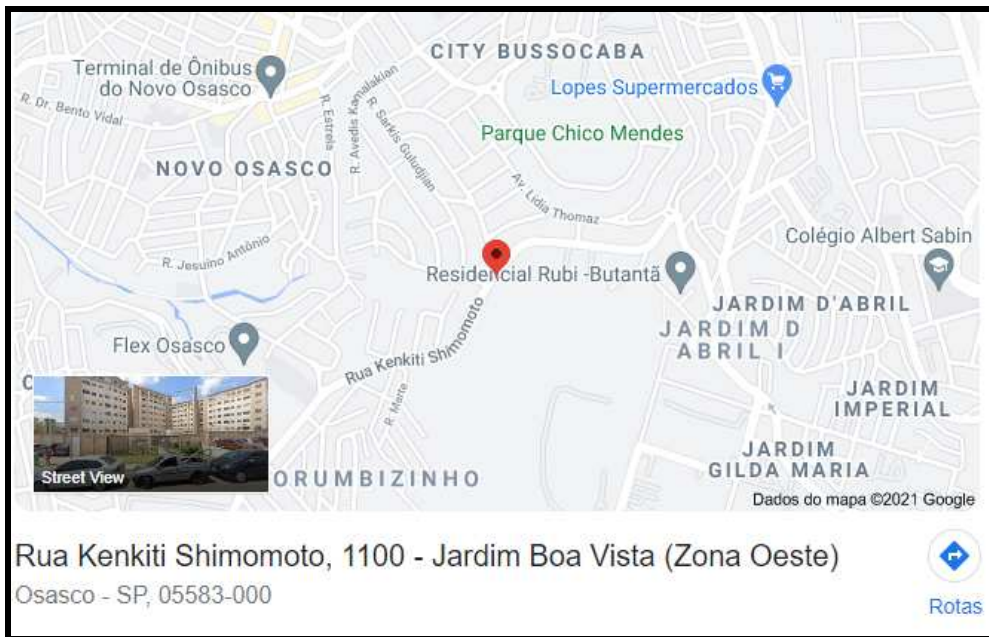 CITY BUSSOCABA
Terminal de Ônibus
do Novo Osasco
Lopes Supermercados
R. Dr. Bento Vidal
R. Estrela
R. Avedis Kamalakian
R. Sarkis Guludjian
Parque Chico Mendes
NOVO OSASCO
Av. Lidia Thomaz
R. Jesuíno Antônio
Colégio Albert Sabin
Residencial Rubi -Butantã
JARDIM D'ABRIL
JARDIM D
ABRIL I
Flex Osasco
Rua Kenkiti Shimomoto
R. Marte
JARDIM
IMPERIAL
JARDIM
GILDA MARIA
Street View
ORUMBIZINHO
Dados do mapa ©2021 Google
Rua Kenkiti Shimomoto, 1100 - Jardim Boa Vista (Zona Oeste)
Osasco - SP, 05583-000
Rotas